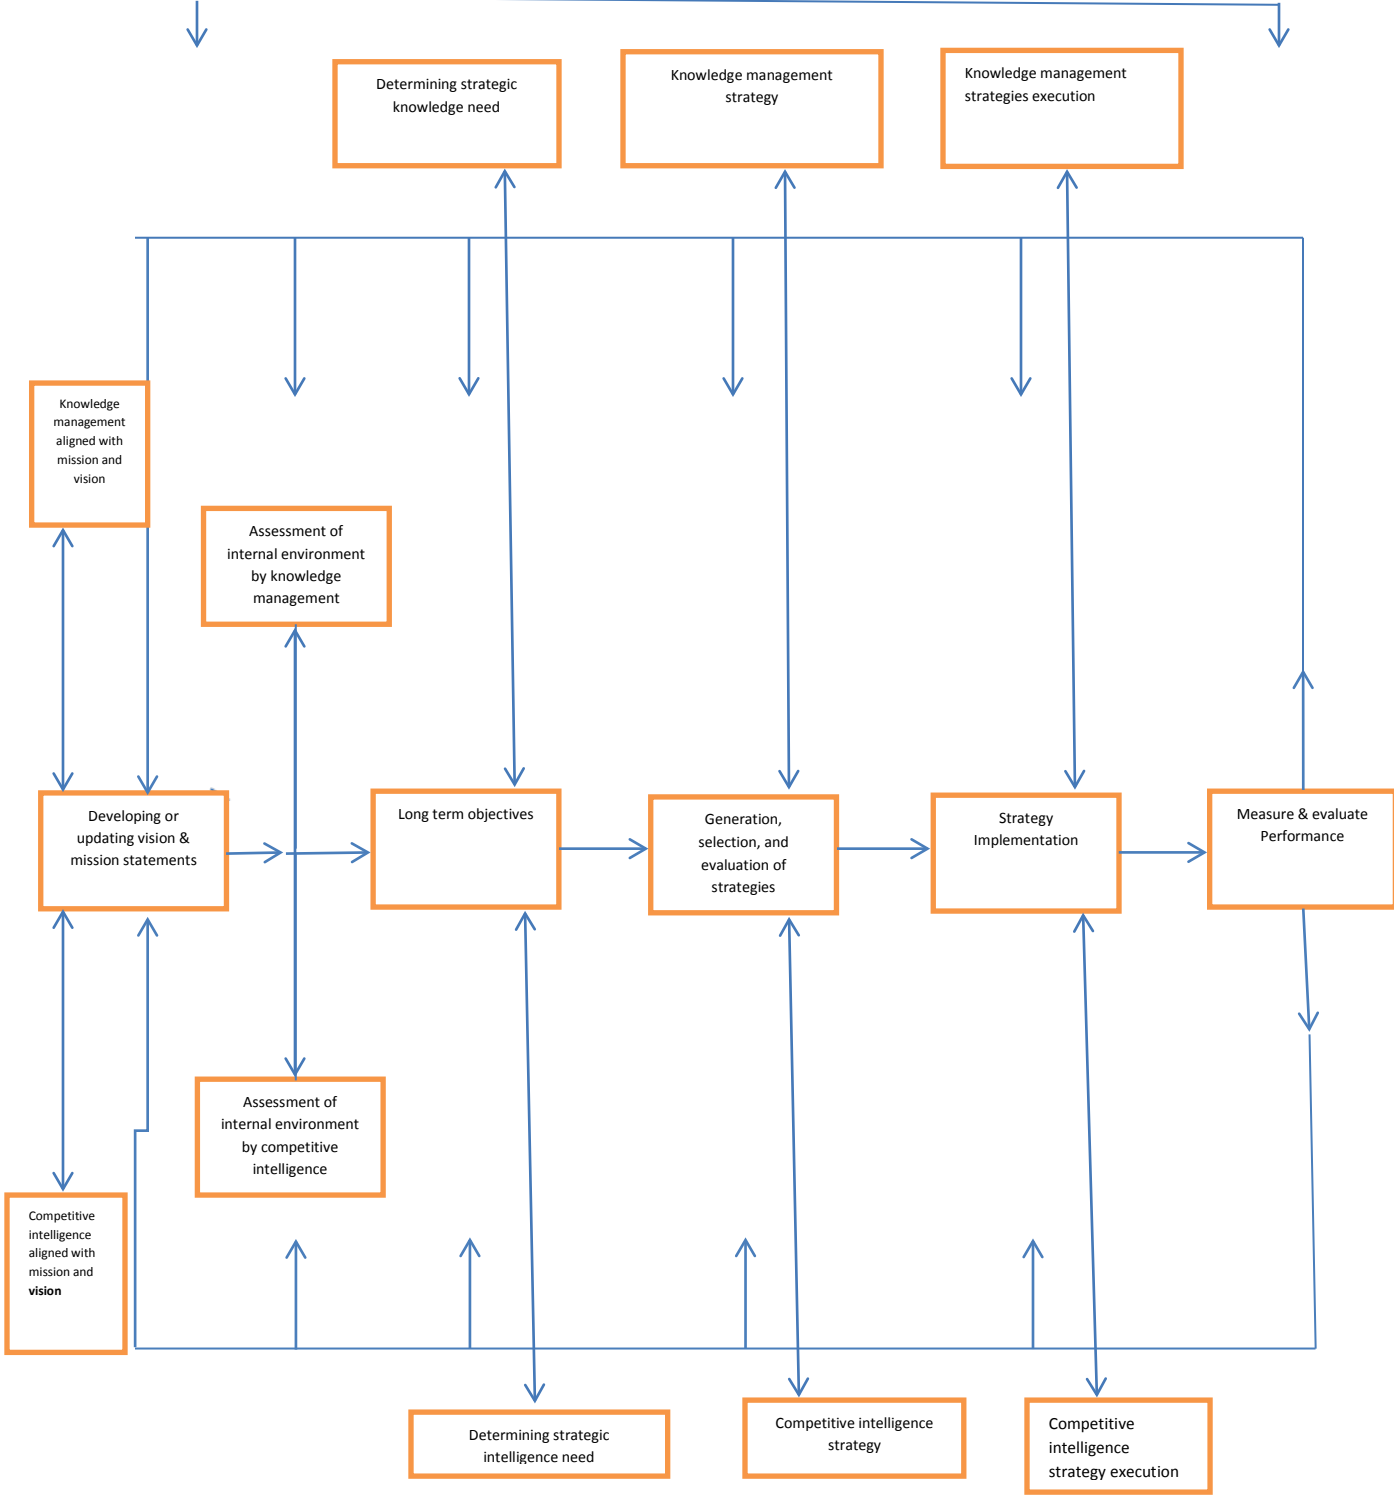 Determining strategic
knowledge need
Knowledge management
strategy
Knowledge management
strategies execution
Knowledge
management
aligned with
mission and
vision
Assessment of
internal environment
by knowledge
management
Developing or
updating vision &
mission statements
Long term objectives
Generation,
selection, and
evaluation of
strategies
Strategy
Implementation
Measure & evaluate
Performance
Assessment of
internal environment
by competitive
intelligence
Competitive
intelligence
aligned with
mission and
vision
Determining strategic
intelligence need
Competitive intelligence
strategy
Competitive
intelligence
strategy execution